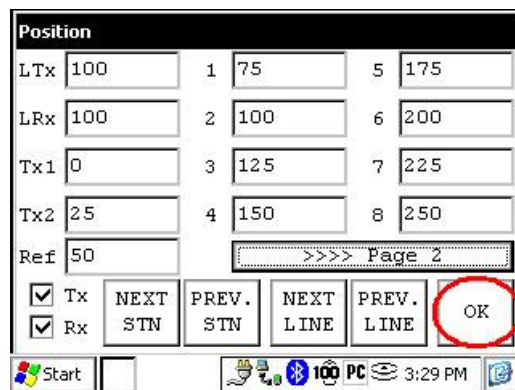 Position
LTx 100 1 75 5 175
LRx 100 2 100 6 200
Tx1 0 3 125 7 225
Tx2 25 4 150 8 250
Ref 50 >>>> Page 2
Tx NEXT STN PREV. STN NEXT LINE PREV. LINE OK
Rx
Start 100 PC 3:29 PM